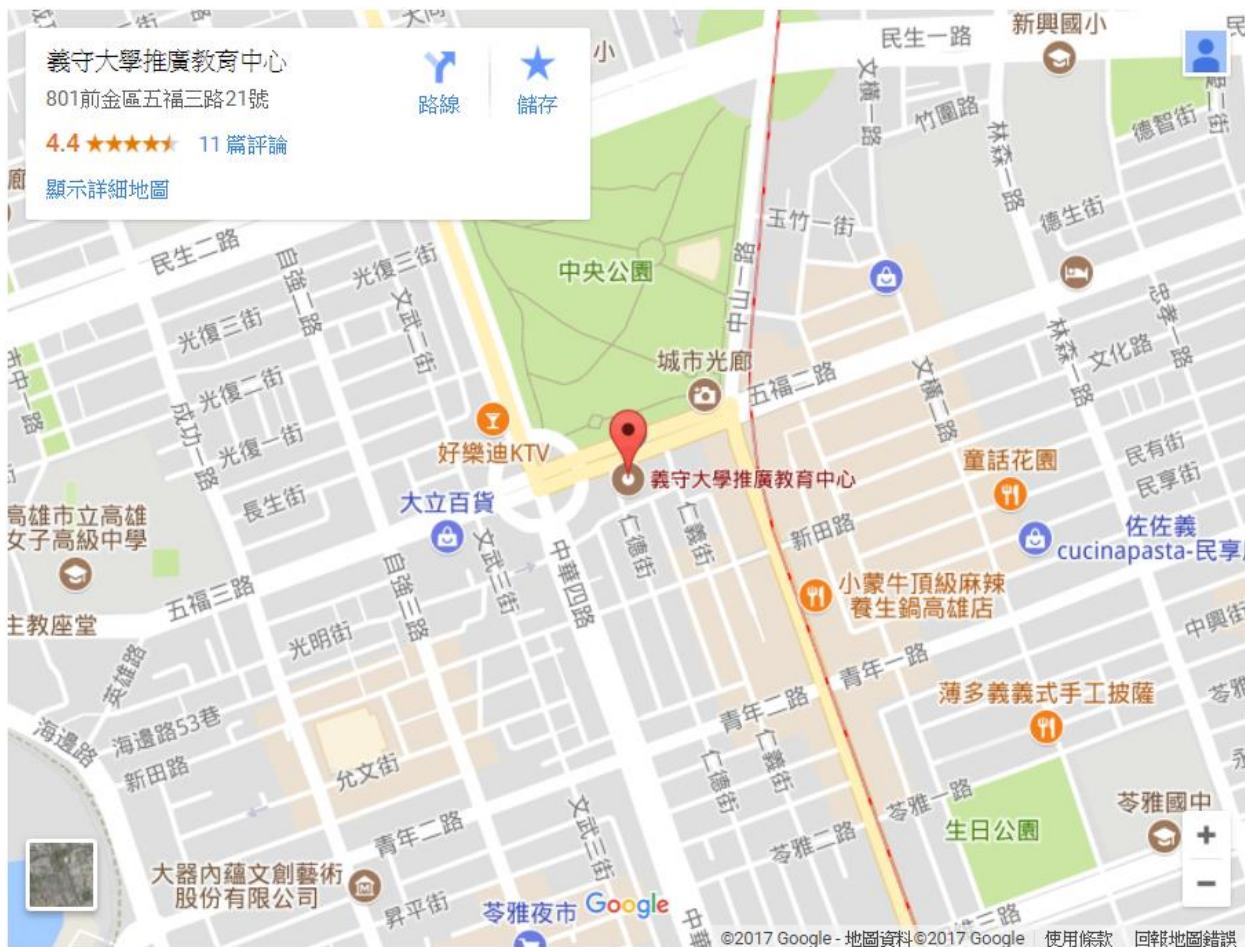 義守大學推廣教育中心
801前金區五福三路21號
4.4
11 篇評論
顯示詳細地圖
路線
儲存
小
民生一路
新興國小
文橫一路
竹圍路
林森一路
德智街
德生街
玉竹一街
民生二路
自強二路
光復三街
光復三街
文武二街
中央公園
中山一路
城市光廊
五福二路
文橫二路
林森二路
忠孝一路
文化路
市中一路
成功一路
光復二街
光復一街
長生街
好樂迪KTV
大立百貨
義守大學推廣教育中心
童話花園
民有街
民享街
佐佐義
cucinapasta-民享
高雄市立高雄
女子高級中學
主教座堂
五福三路
自強三路
文武三街
中華四路
仁德街
仁義街
新田路
小蒙牛頂級麻辣
養生鍋高雄店
中興街
光明街
英雄路
海邊路
海邊路53巷
新田路
允文街
青年二路
青年一路
薄多義義式手工披薩
苓雅
仁德街
仁義街
苓雅一路
苓雅二路
生日公園
苓雅國中
文武三街
青年二路
大器內蘊文創藝術
股份有限公司
昇平街
苓雅夜市
Google
中
三路
+
−
©2017 Google - 地圖資料©2017 Google
使用條款
回報地圖錯誤